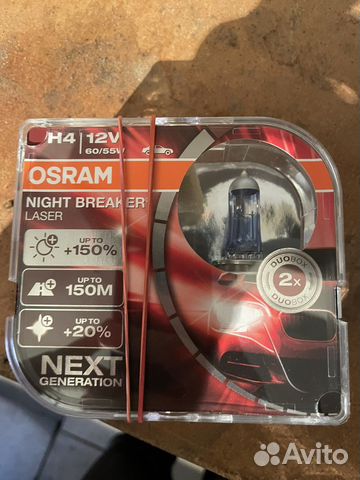 H4 12V
60/55W
OSRAM
NIGHT BREAKER
LASER
UP TO
+150%
UP TO
150M
UP TO
+20%
NEXT
GENERATION
DUOBOX
2x
DUOBOX
Avito